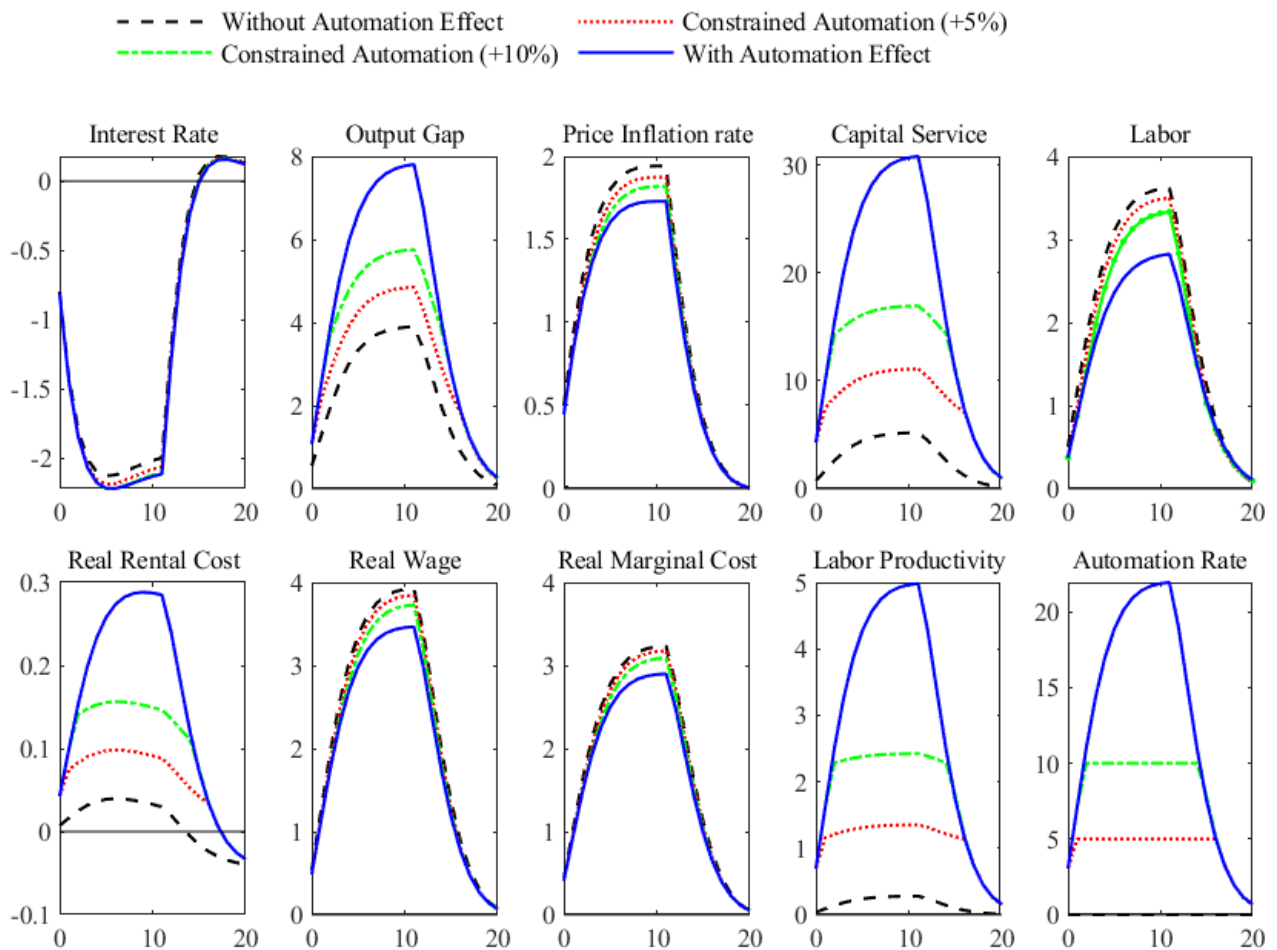 Without Automation Effect
Constrained Automation (+5%)
Constrained Automation (+10%)
With Automation Effect
Interest Rate
0
-0.5
-1
-1.5
-2
0 10 20
Output Gap
8
6
4
2
0
0 10 20
Price Inflation rate
2
1.5
1
0.5
0
0 10 20
Capital Service
30
20
10
0
0 10 20
Labor
4
3
2
1
0
0 10 20
Real Rental Cost
0.3
0.2
0.1
0
-0.1
0 10 20
Real Wage
4
3
2
1
0
0 10 20
Real Marginal Cost
4
3
2
1
0
0 10 20
Labor Productivity
5
4
3
2
1
0
0 10 20
Automation Rate
20
15
10
5
0
0 10 20